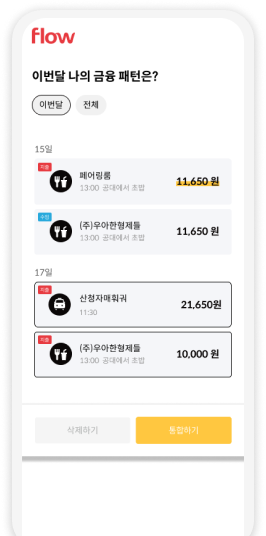 flow
이번달 나의 금융 패턴은?
이번달 전체
15일
지출
페어링룸
13:00 공대에서 초밥
11,650 원
수입
(주)우아한형제들
13:00 공대에서 초밥
11,650 원
17일
지출
산청자매훠궈
11:30
21,650원
지출
(주)우아한형제들
13:00 공대에서 초밥
10,000 원
삭제하기 통합하기